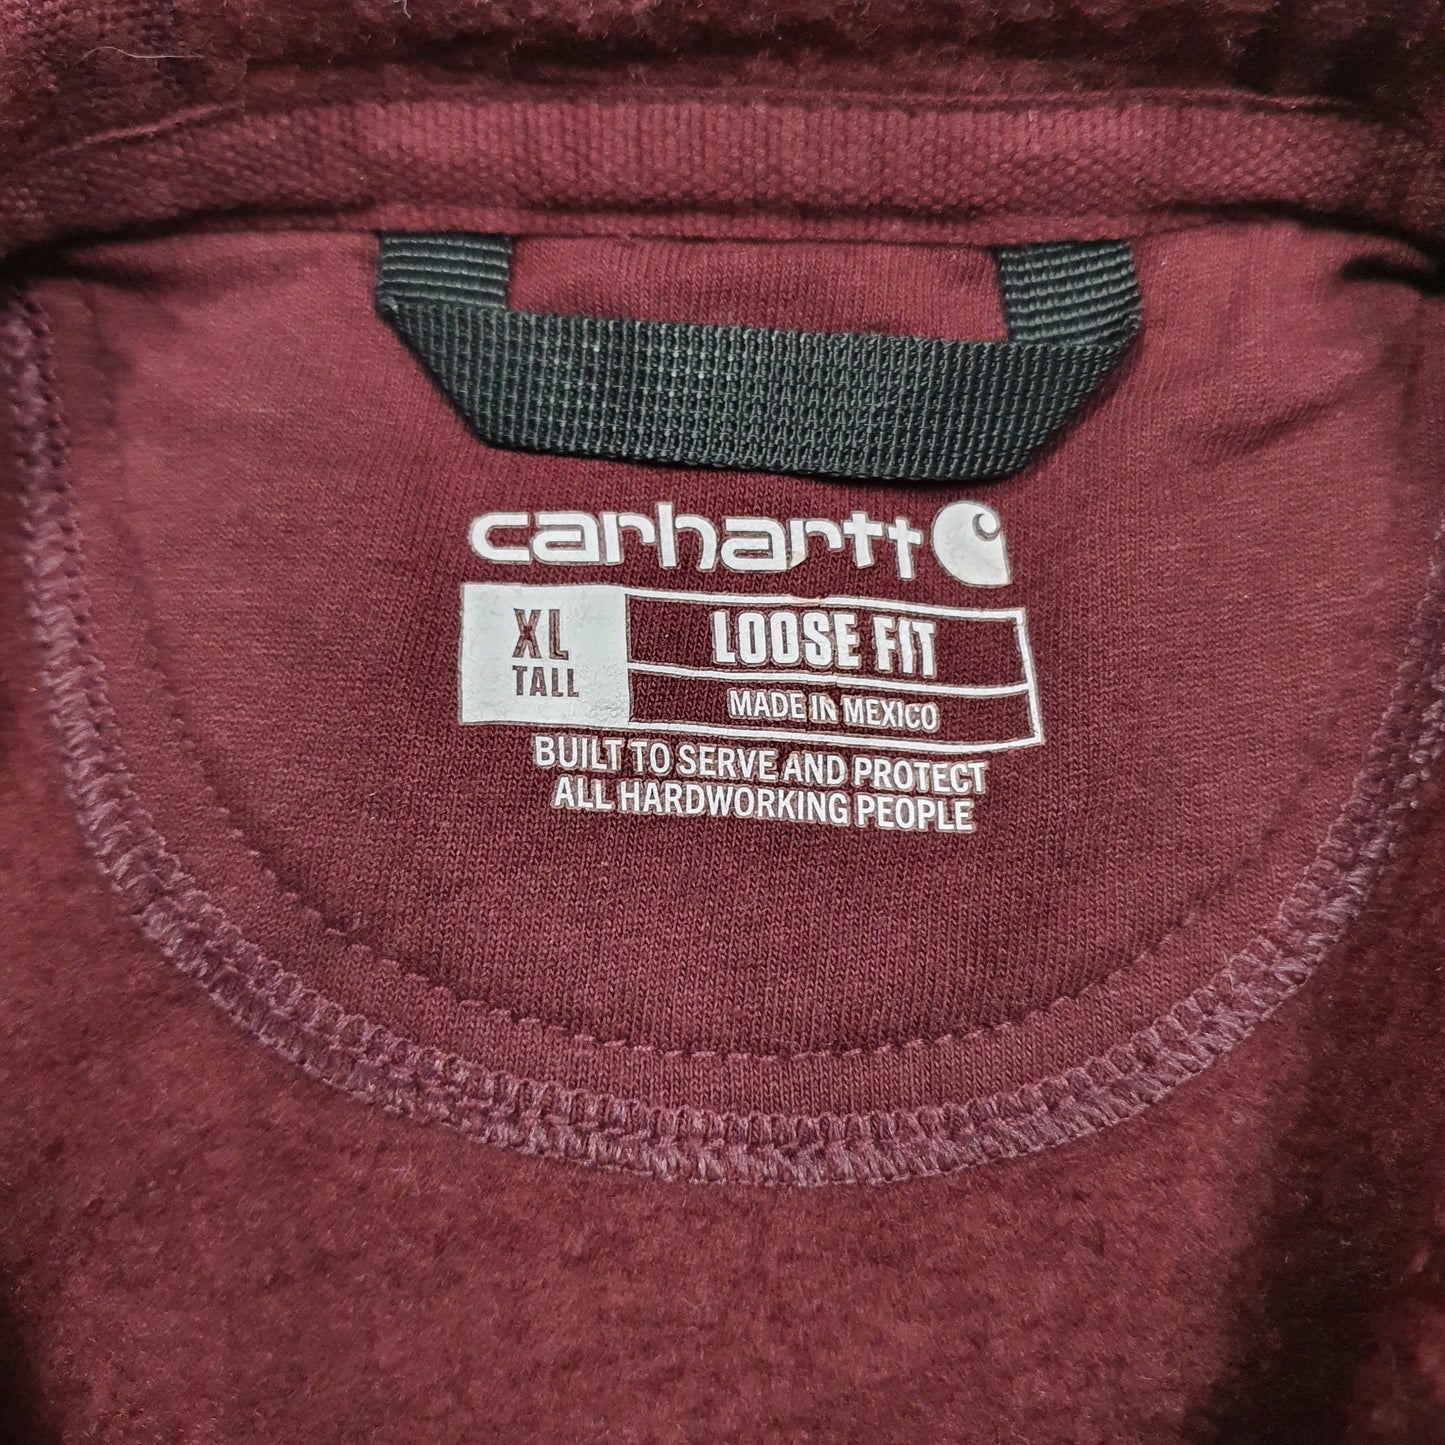 carhartt
XL
TALL
LOOSE FIT
MADE IN MEXICO
BUILT TO SERVE AND PROTECT
ALL HARDWORKING PEOPLE